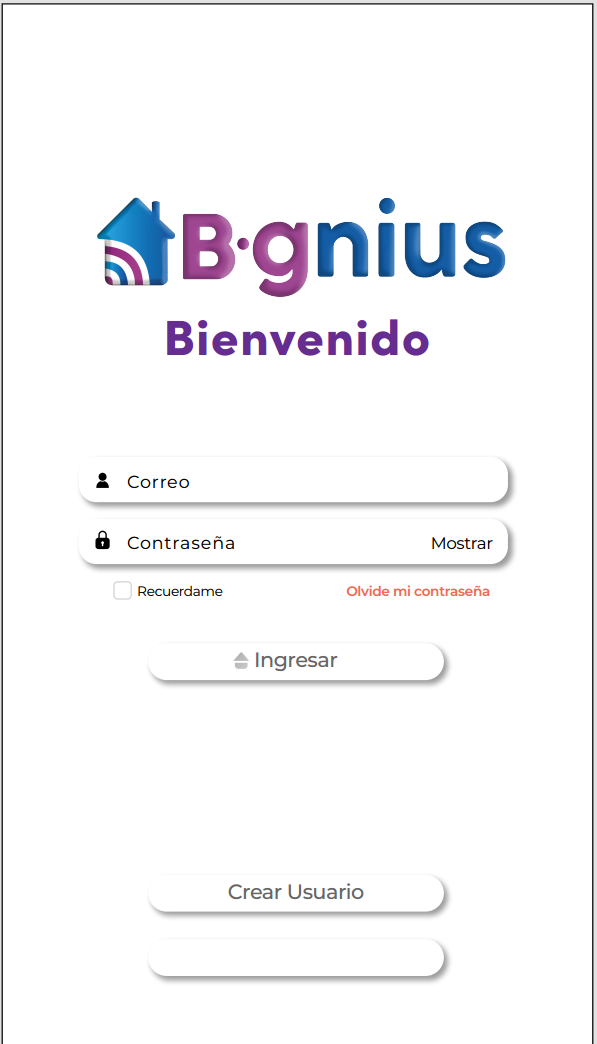 B·gnius
Bienvenido
Correo
Contraseña Mostrar
Recuerdame Olvide mi contraseña
Ingresar
Crear Usuario